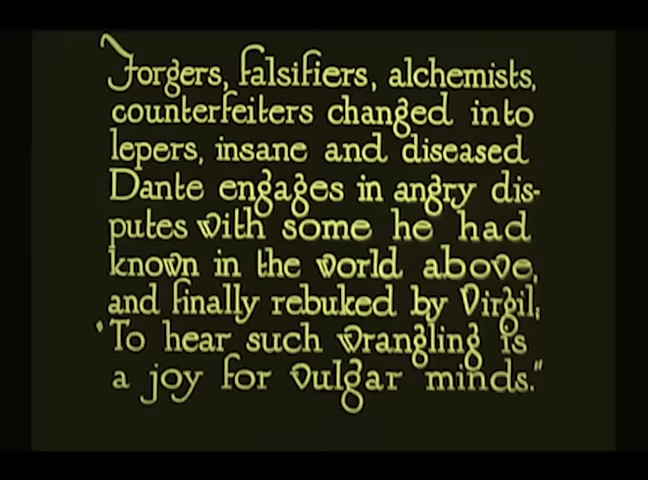 Forgers, falsifiers, alchemists,
counterfeiters changed into
lepers, insane and diseased
Dante engages in angry dis-
putes with some he had
known in the world above,
and finally rebuked by Virgil;
"To hear such wrangling is
a joy for vulgar minds."